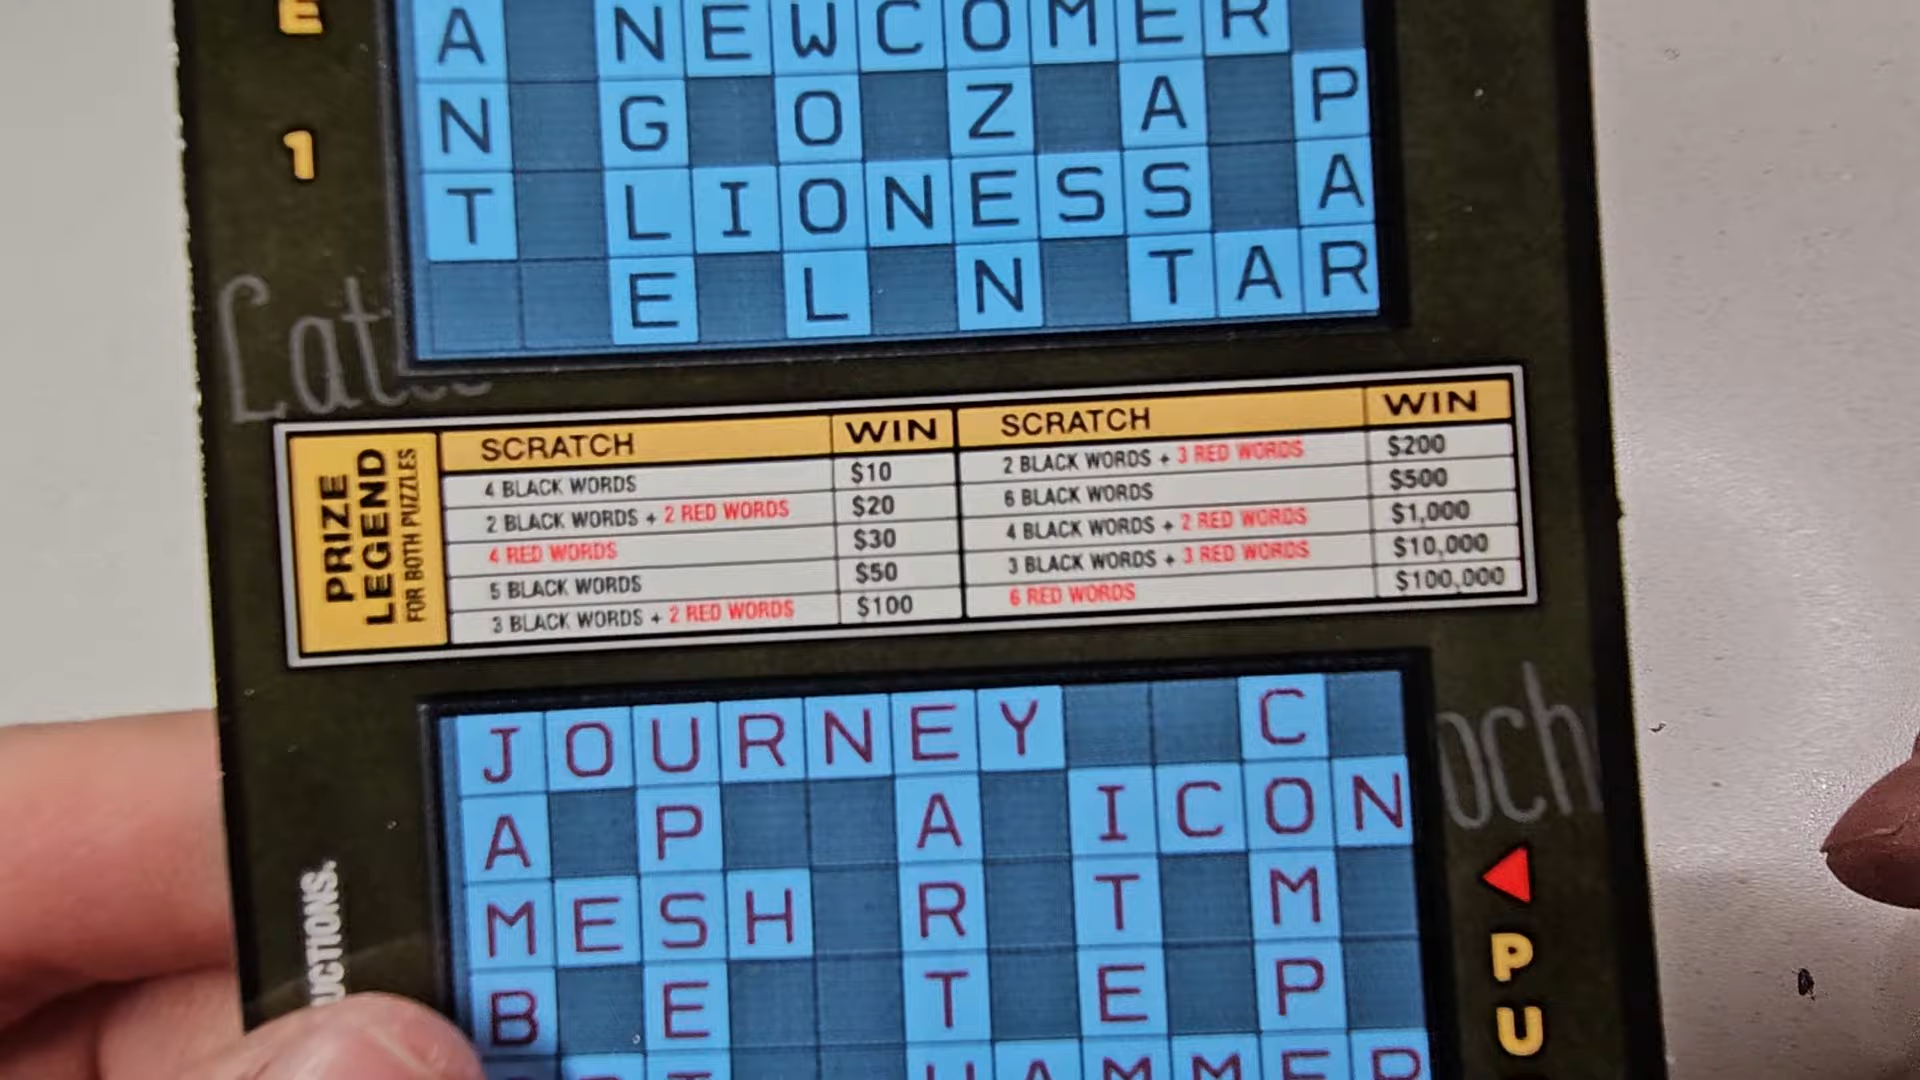 E
1
A NEWCOMER
N G O Z A P
T LIONESS A
E L N TAR
PRIZE LEGEND
FOR BOTH PUZZLES
SCRATCH WIN
4 BLACK WORDS $10
2 BLACK WORDS + 2 RED WORDS $20
4 RED WORDS $30
5 BLACK WORDS $50
3 BLACK WORDS + 2 RED WORDS $100
SCRATCH WIN
2 BLACK WORDS + 3 RED WORDS $200
6 BLACK WORDS $500
4 BLACK WORDS + 2 RED WORDS $1,000
3 BLACK WORDS + 3 RED WORDS $10,000
6 RED WORDS $100,000
JOURNEY C
A P A ICON
MESH R T M
B E T E P
PU